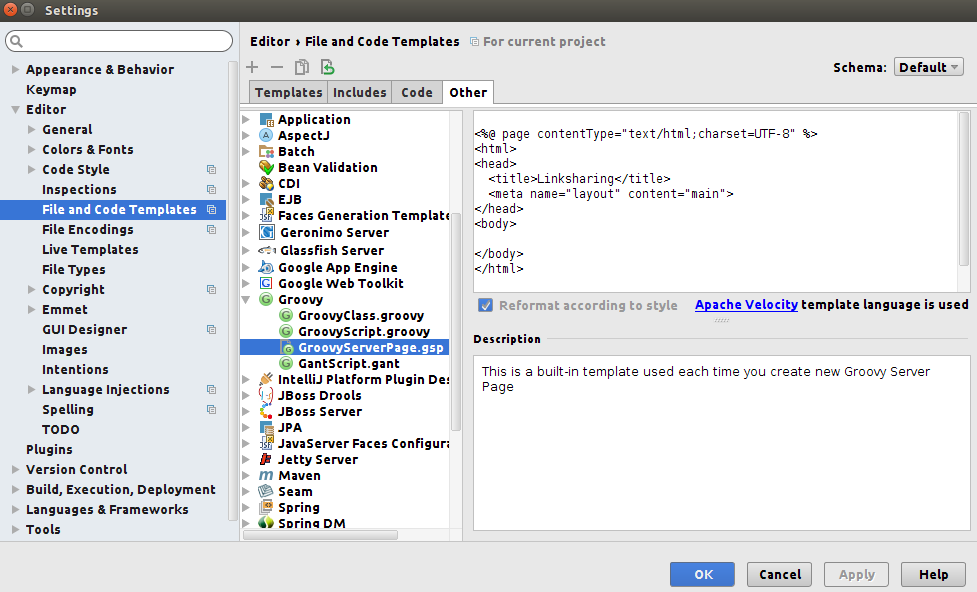 Settings
Editor › File and Code Templates For current project
Schema: Default
Appearance & Behavior
Keymap
Editor
General
Colors & Fonts
Code Style
Inspections
File and Code Templates
File Encodings
Live Templates
File Types
Copyright
Emmet
GUI Designer
Images
Intentions
Language Injections
Spelling
TODO
Plugins
Version Control
Build, Execution, Deployment
Languages & Frameworks
Tools
Templates Includes Code Other
Application
AspectJ
Batch
Bean Validation
CDI
EJB
Faces Generation Template
Geronimo Server
Glassfish Server
Google App Engine
Google Web Toolkit
Groovy
GroovyClass.groovy
GroovyScript.groovy
GroovyServerPage.gsp
GantScript.gant
IntelliJ Platform Plugin Des
JBoss Drools
JBoss Server
JPA
JavaServer Faces Configura
Jetty Server
Maven
Seam
Spring
Spring DM
<%@ page contentType="text/html;charset=UTF-8" %>
<html>
<head>
<title>Linksharing</title>
<meta name="layout" content="main">
</head>
<body>
</body>
</html>
Reformat according to style Apache Velocity template language is used
Description
This is a built-in template used each time you create new Groovy Server
Page
OK Cancel Apply Help